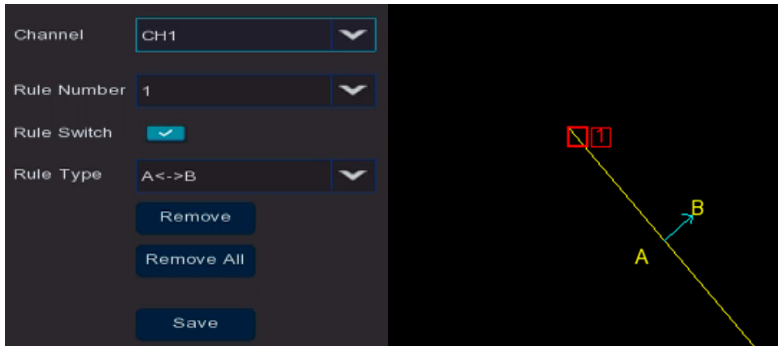 Channel CH1
Rule Number 1
Rule Switch
Rule Type A<->B
Remove
Remove All
Save
1
B
A